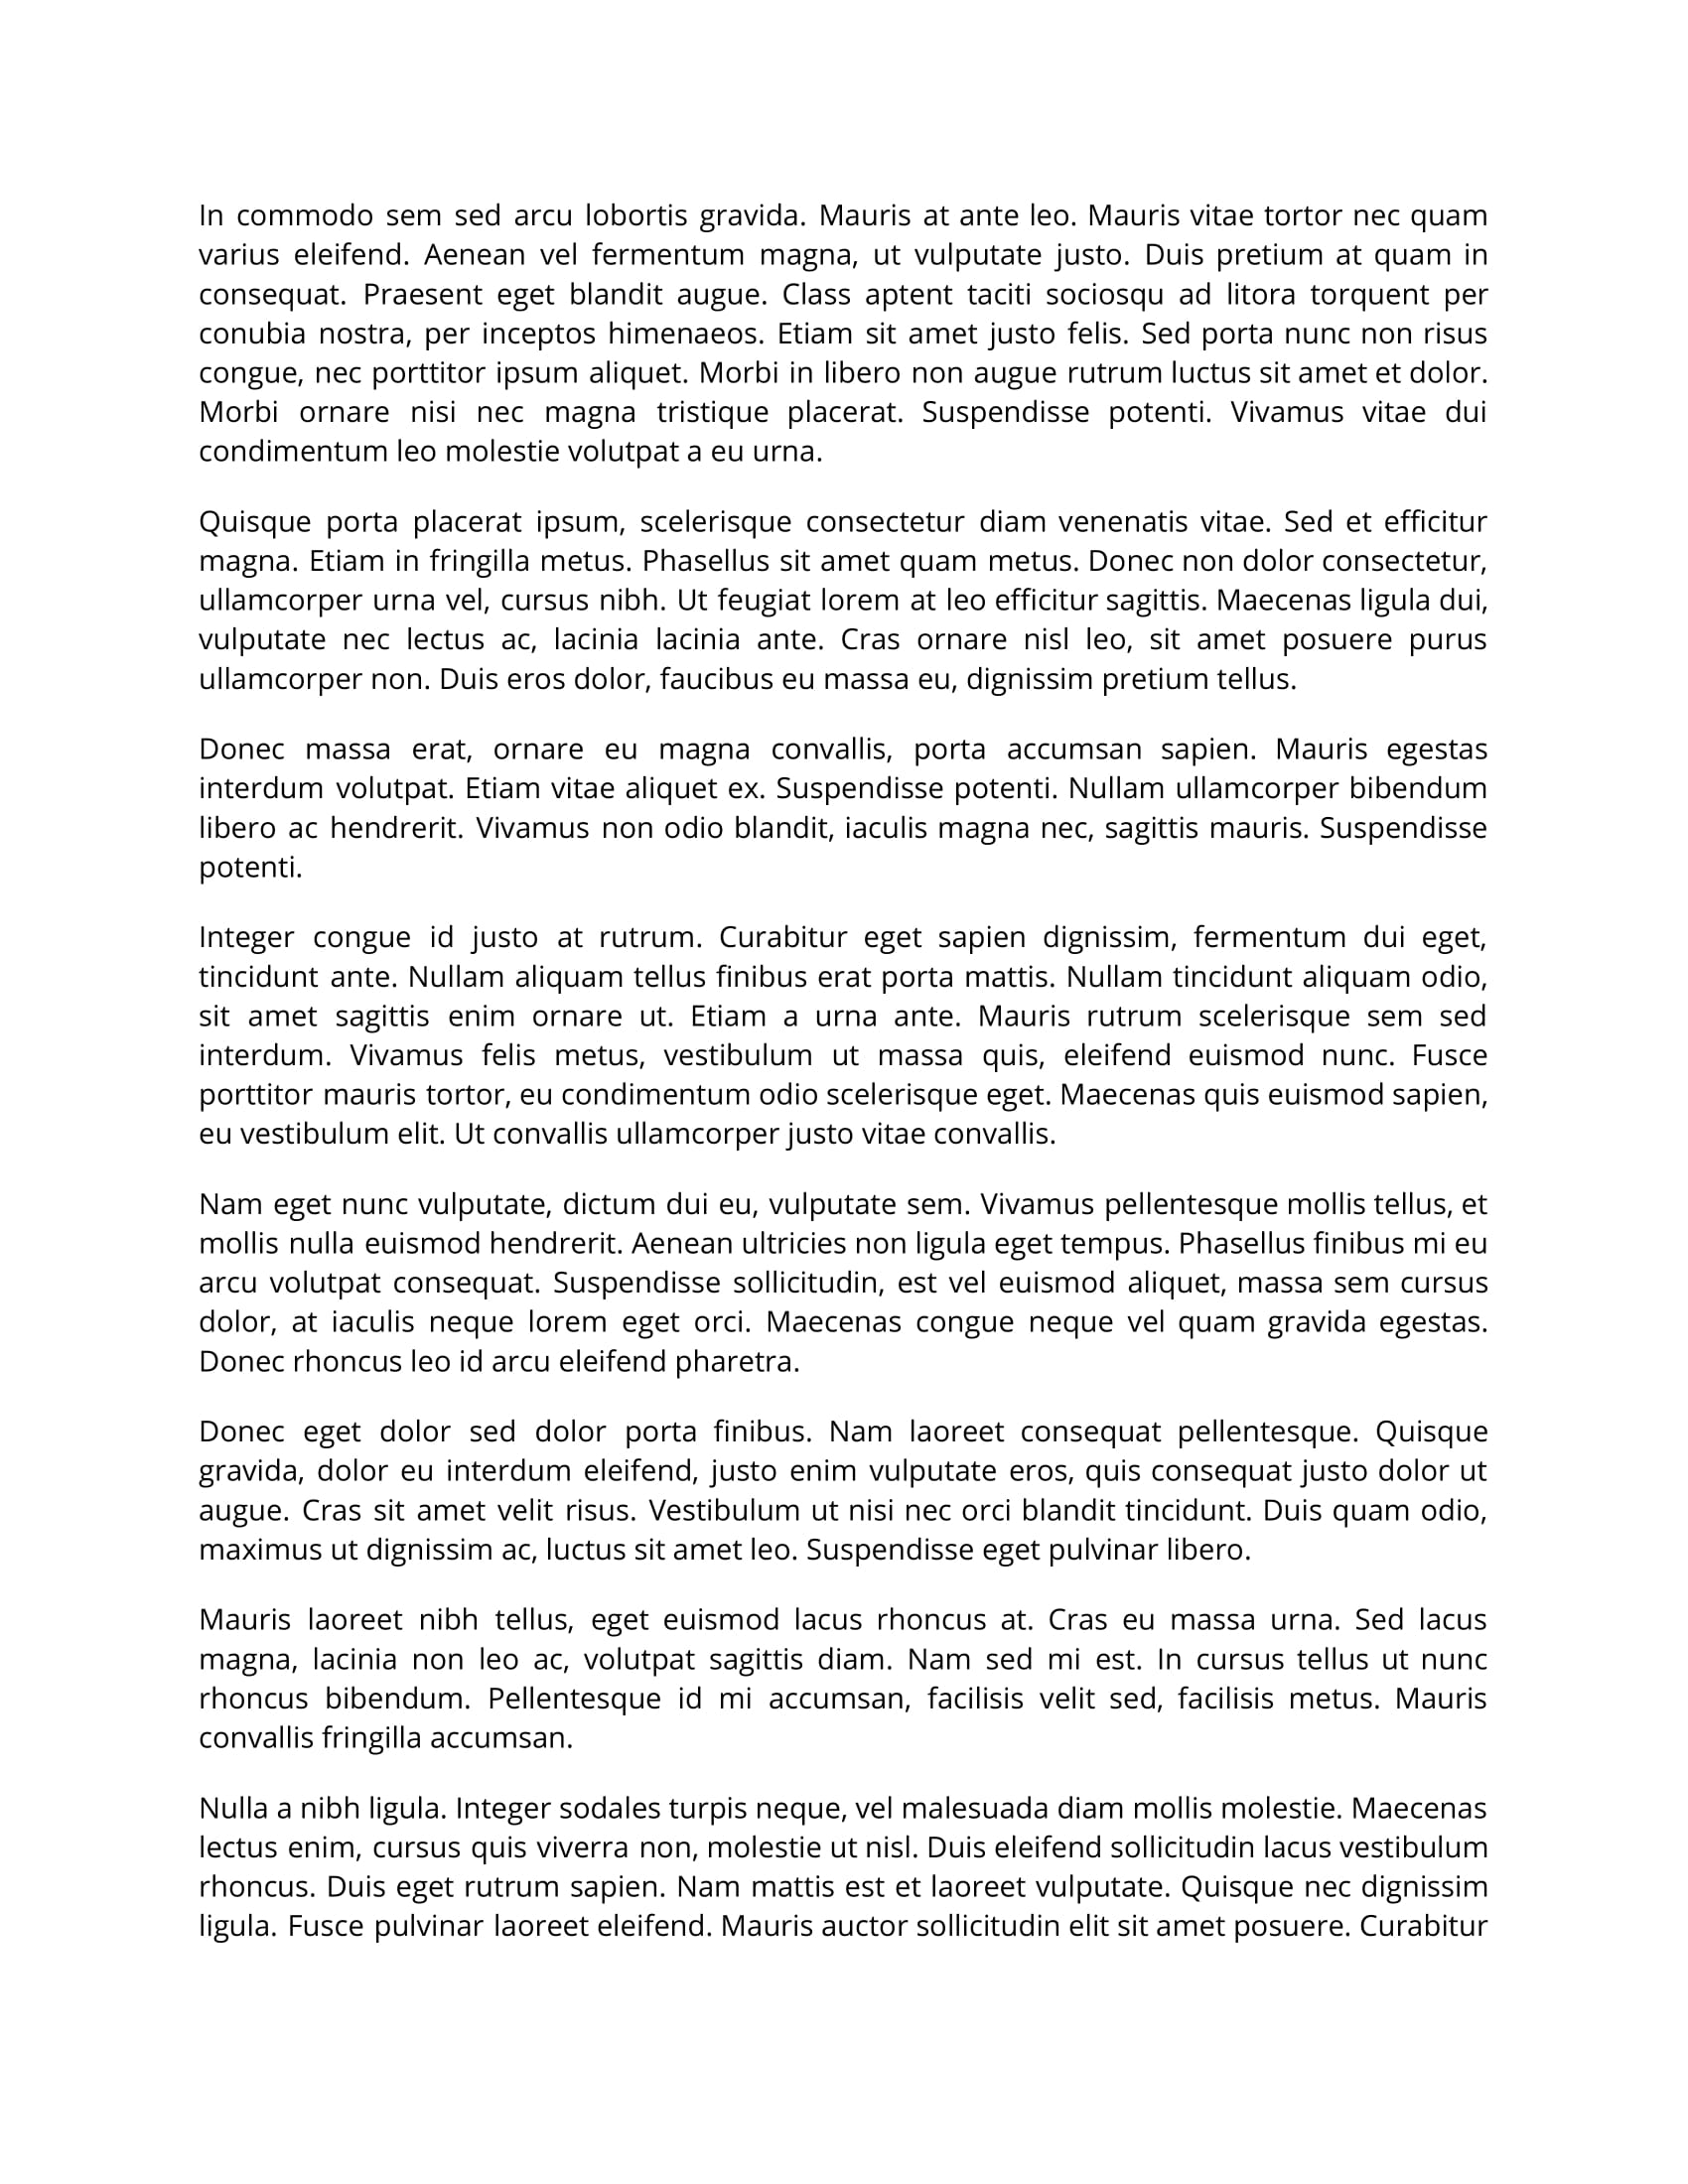 In commodo sem sed arcu lobortis gravida. Mauris at ante leo. Mauris vitae tortor nec quam
varius eleifend. Aenean vel fermentum magna, ut vulputate justo. Duis pretium at quam in
consequat. Praesent eget blandit augue. Class aptent taciti sociosqu ad litora torquent per
conubia nostra, per inceptos himenaeos. Etiam sit amet justo felis. Sed porta nunc non risus
congue, nec porttitor ipsum aliquet. Morbi in libero non augue rutrum luctus sit amet et dolor.
Morbi ornare nisi nec magna tristique placerat. Suspendisse potenti. Vivamus vitae dui
condimentum leo molestie volutpat a eu urna.
Quisque porta placerat ipsum, scelerisque consectetur diam venenatis vitae. Sed et efficitur
magna. Etiam in fringilla metus. Phasellus sit amet quam metus. Donec non dolor consectetur,
ullamcorper urna vel, cursus nibh. Ut feugiat lorem at leo efficitur sagittis. Maecenas ligula dui,
vulputate nec lectus ac, lacinia lacinia ante. Cras ornare nisl leo, sit amet posuere purus
ullamcorper non. Duis eros dolor, faucibus eu massa eu, dignissim pretium tellus.
Donec massa erat, ornare eu magna convallis, porta accumsan sapien. Mauris egestas
interdum volutpat. Etiam vitae aliquet ex. Suspendisse potenti. Nullam ullamcorper bibendum
libero ac hendrerit. Vivamus non odio blandit, iaculis magna nec, sagittis mauris. Suspendisse
potenti.
Integer congue id justo at rutrum. Curabitur eget sapien dignissim, fermentum dui eget,
tincidunt ante. Nullam aliquam tellus finibus erat porta mattis. Nullam tincidunt aliquam odio,
sit amet sagittis enim ornare ut. Etiam a urna ante. Mauris rutrum scelerisque sem sed
interdum. Vivamus felis metus, vestibulum ut massa quis, eleifend euismod nunc. Fusce
porttitor mauris tortor, eu condimentum odio scelerisque eget. Maecenas quis euismod sapien,
eu vestibulum elit. Ut convallis ullamcorper justo vitae convallis.
Nam eget nunc vulputate, dictum dui eu, vulputate sem. Vivamus pellentesque mollis tellus, et
mollis nulla euismod hendrerit. Aenean ultricies non ligula eget tempus. Phasellus finibus mi eu
arcu volutpat consequat. Suspendisse sollicitudin, est vel euismod aliquet, massa sem cursus
dolor, at iaculis neque lorem eget orci. Maecenas congue neque vel quam gravida egestas.
Donec rhoncus leo id arcu eleifend pharetra.
Donec eget dolor sed dolor porta finibus. Nam laoreet consequat pellentesque. Quisque
gravida, dolor eu interdum eleifend, justo enim vulputate eros, quis consequat justo dolor ut
augue. Cras sit amet velit risus. Vestibulum ut nisi nec orci blandit tincidunt. Duis quam odio,
maximus ut dignissim ac, luctus sit amet leo. Suspendisse eget pulvinar libero.
Mauris laoreet nibh tellus, eget euismod lacus rhoncus at. Cras eu massa urna. Sed lacus
magna, lacinia non leo ac, volutpat sagittis diam. Nam sed mi est. In cursus tellus ut nunc
rhoncus bibendum. Pellentesque id mi accumsan, facilisis velit sed, facilisis metus. Mauris
convallis fringilla accumsan.
Nulla a nibh ligula. Integer sodales turpis neque, vel malesuada diam mollis molestie. Maecenas
lectus enim, cursus quis viverra non, molestie ut nisl. Duis eleifend sollicitudin lacus vestibulum
rhoncus. Duis eget rutrum sapien. Nam mattis est et laoreet vulputate. Quisque nec dignissim
ligula. Fusce pulvinar laoreet eleifend. Mauris auctor sollicitudin elit sit amet posuere. Curabitur